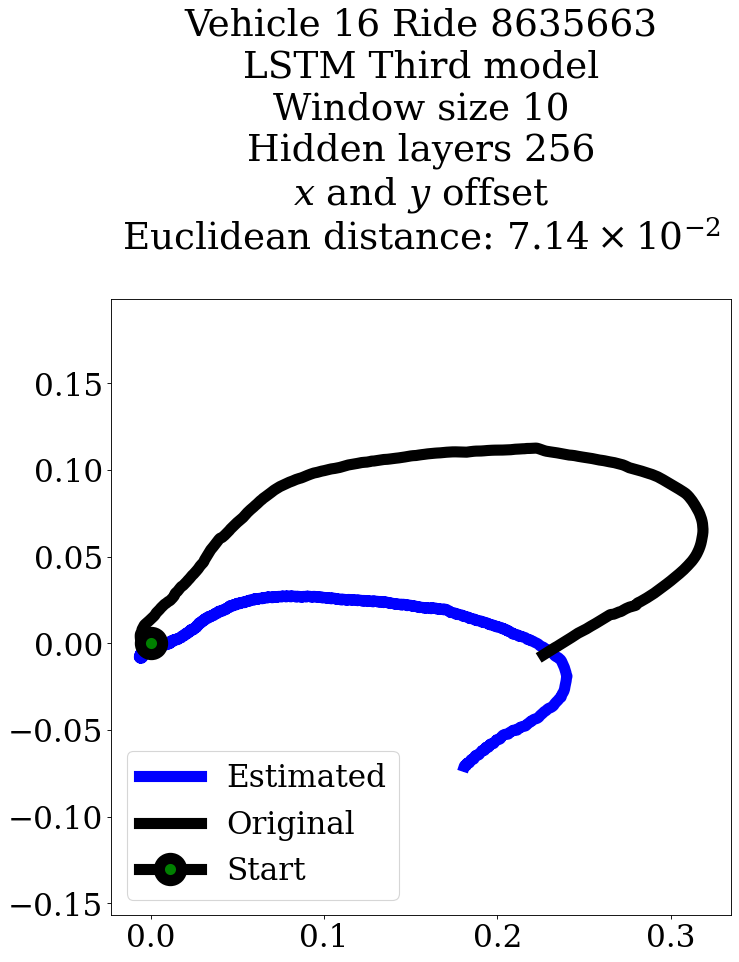 Vehicle 16 Ride 8635663
LSTM Third model
Window size 10
Hidden layers 256
x and y offset
Euclidean distance: 7.14 × 10⁻²
0.15
0.10
0.05
0.00
−0.05
−0.10
−0.15
Estimated
Original
Start
0.0 0.1 0.2 0.3